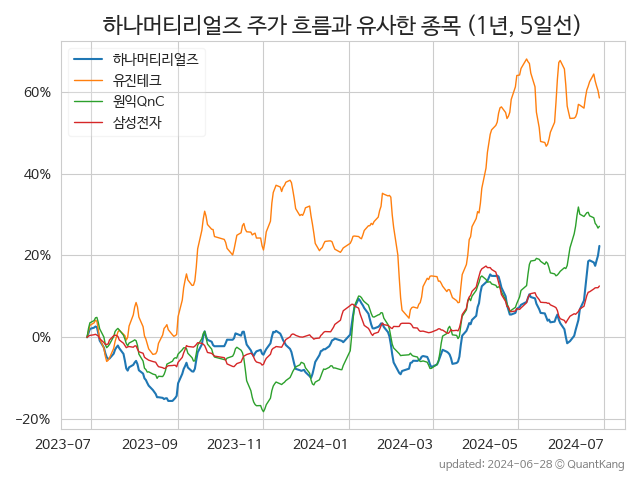 하나머티리얼즈 주가 흐름과 유사한 종목 (1년, 5일선)
하나머티리얼즈
유진테크
원익QnC
삼성전자
60%
40%
20%
0%
−20%
2023-07 2023-09 2023-11 2024-01 2024-03 2024-05 2024-07
updated: 2024-06-28 © QuantKang